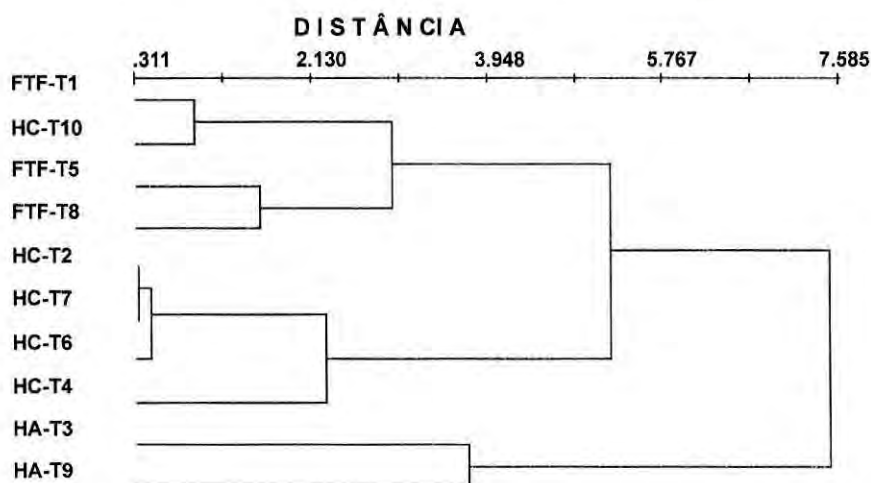 DISTÂNCIA
.311 2.130 3.948 5.767 7.585
FTF-T1
HC-T10
FTF-T5
FTF-T8
HC-T2
HC-T7
HC-T6
HC-T4
HA-T3
HA-T9